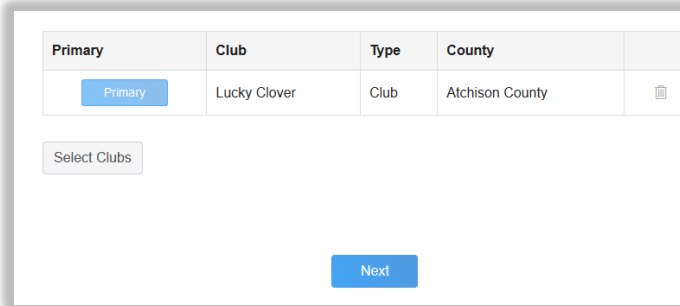 Primary Club Type County
Primary Lucky Clover Club Atchison County
Select Clubs
Next